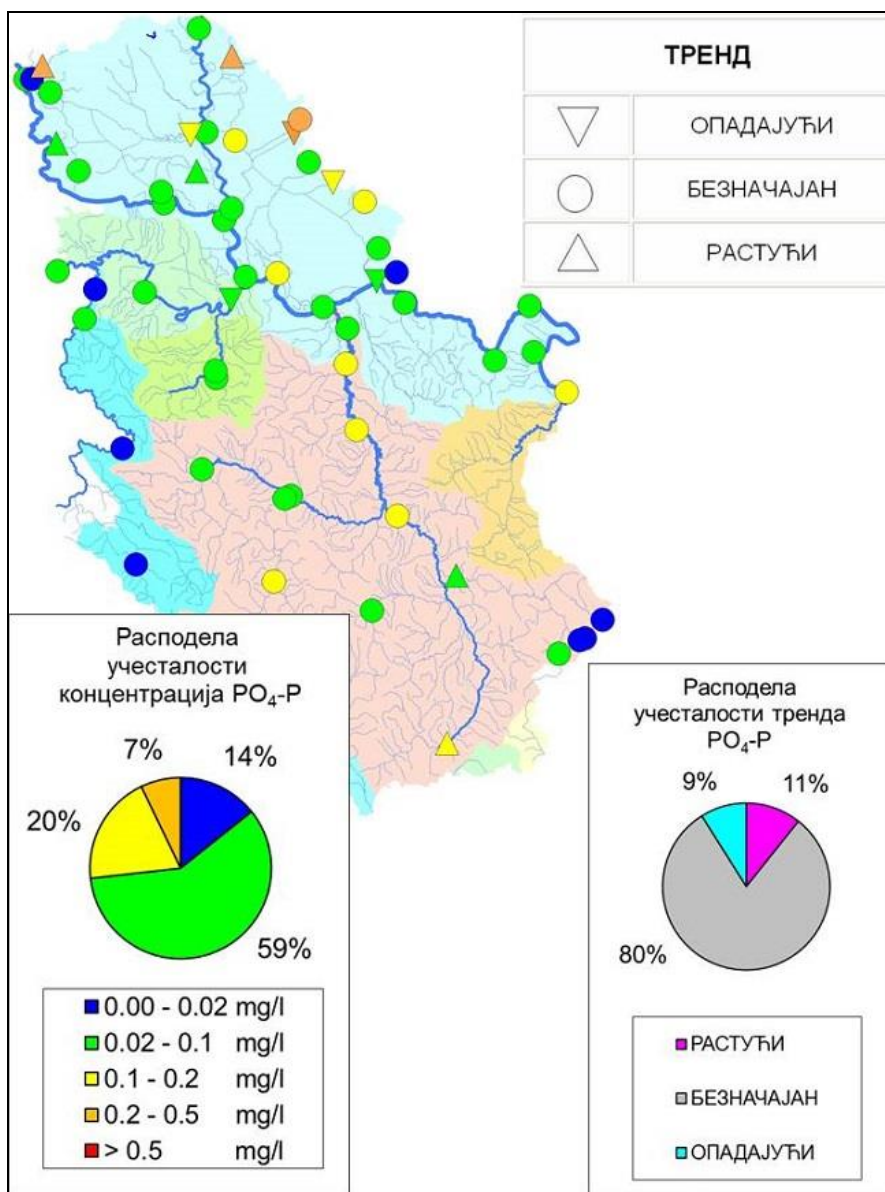 ТРЕНД
ОПАДАЈУЋИ
БЕЗНАЧАЈАН
РАСТУЋИ
Расподела
учесталости
концентрација PO₄-P
7%
14%
20%
59%
0.00 - 0.02 mg/l
0.02 - 0.1 mg/l
0.1 - 0.2 mg/l
0.2 - 0.5 mg/l
> 0.5 mg/l
Расподела
учесталости тренда
PO₄-P
9%
11%
80%
РАСТУЋИ
БЕЗНАЧАЈАН
ОПАДАЈУЋИ